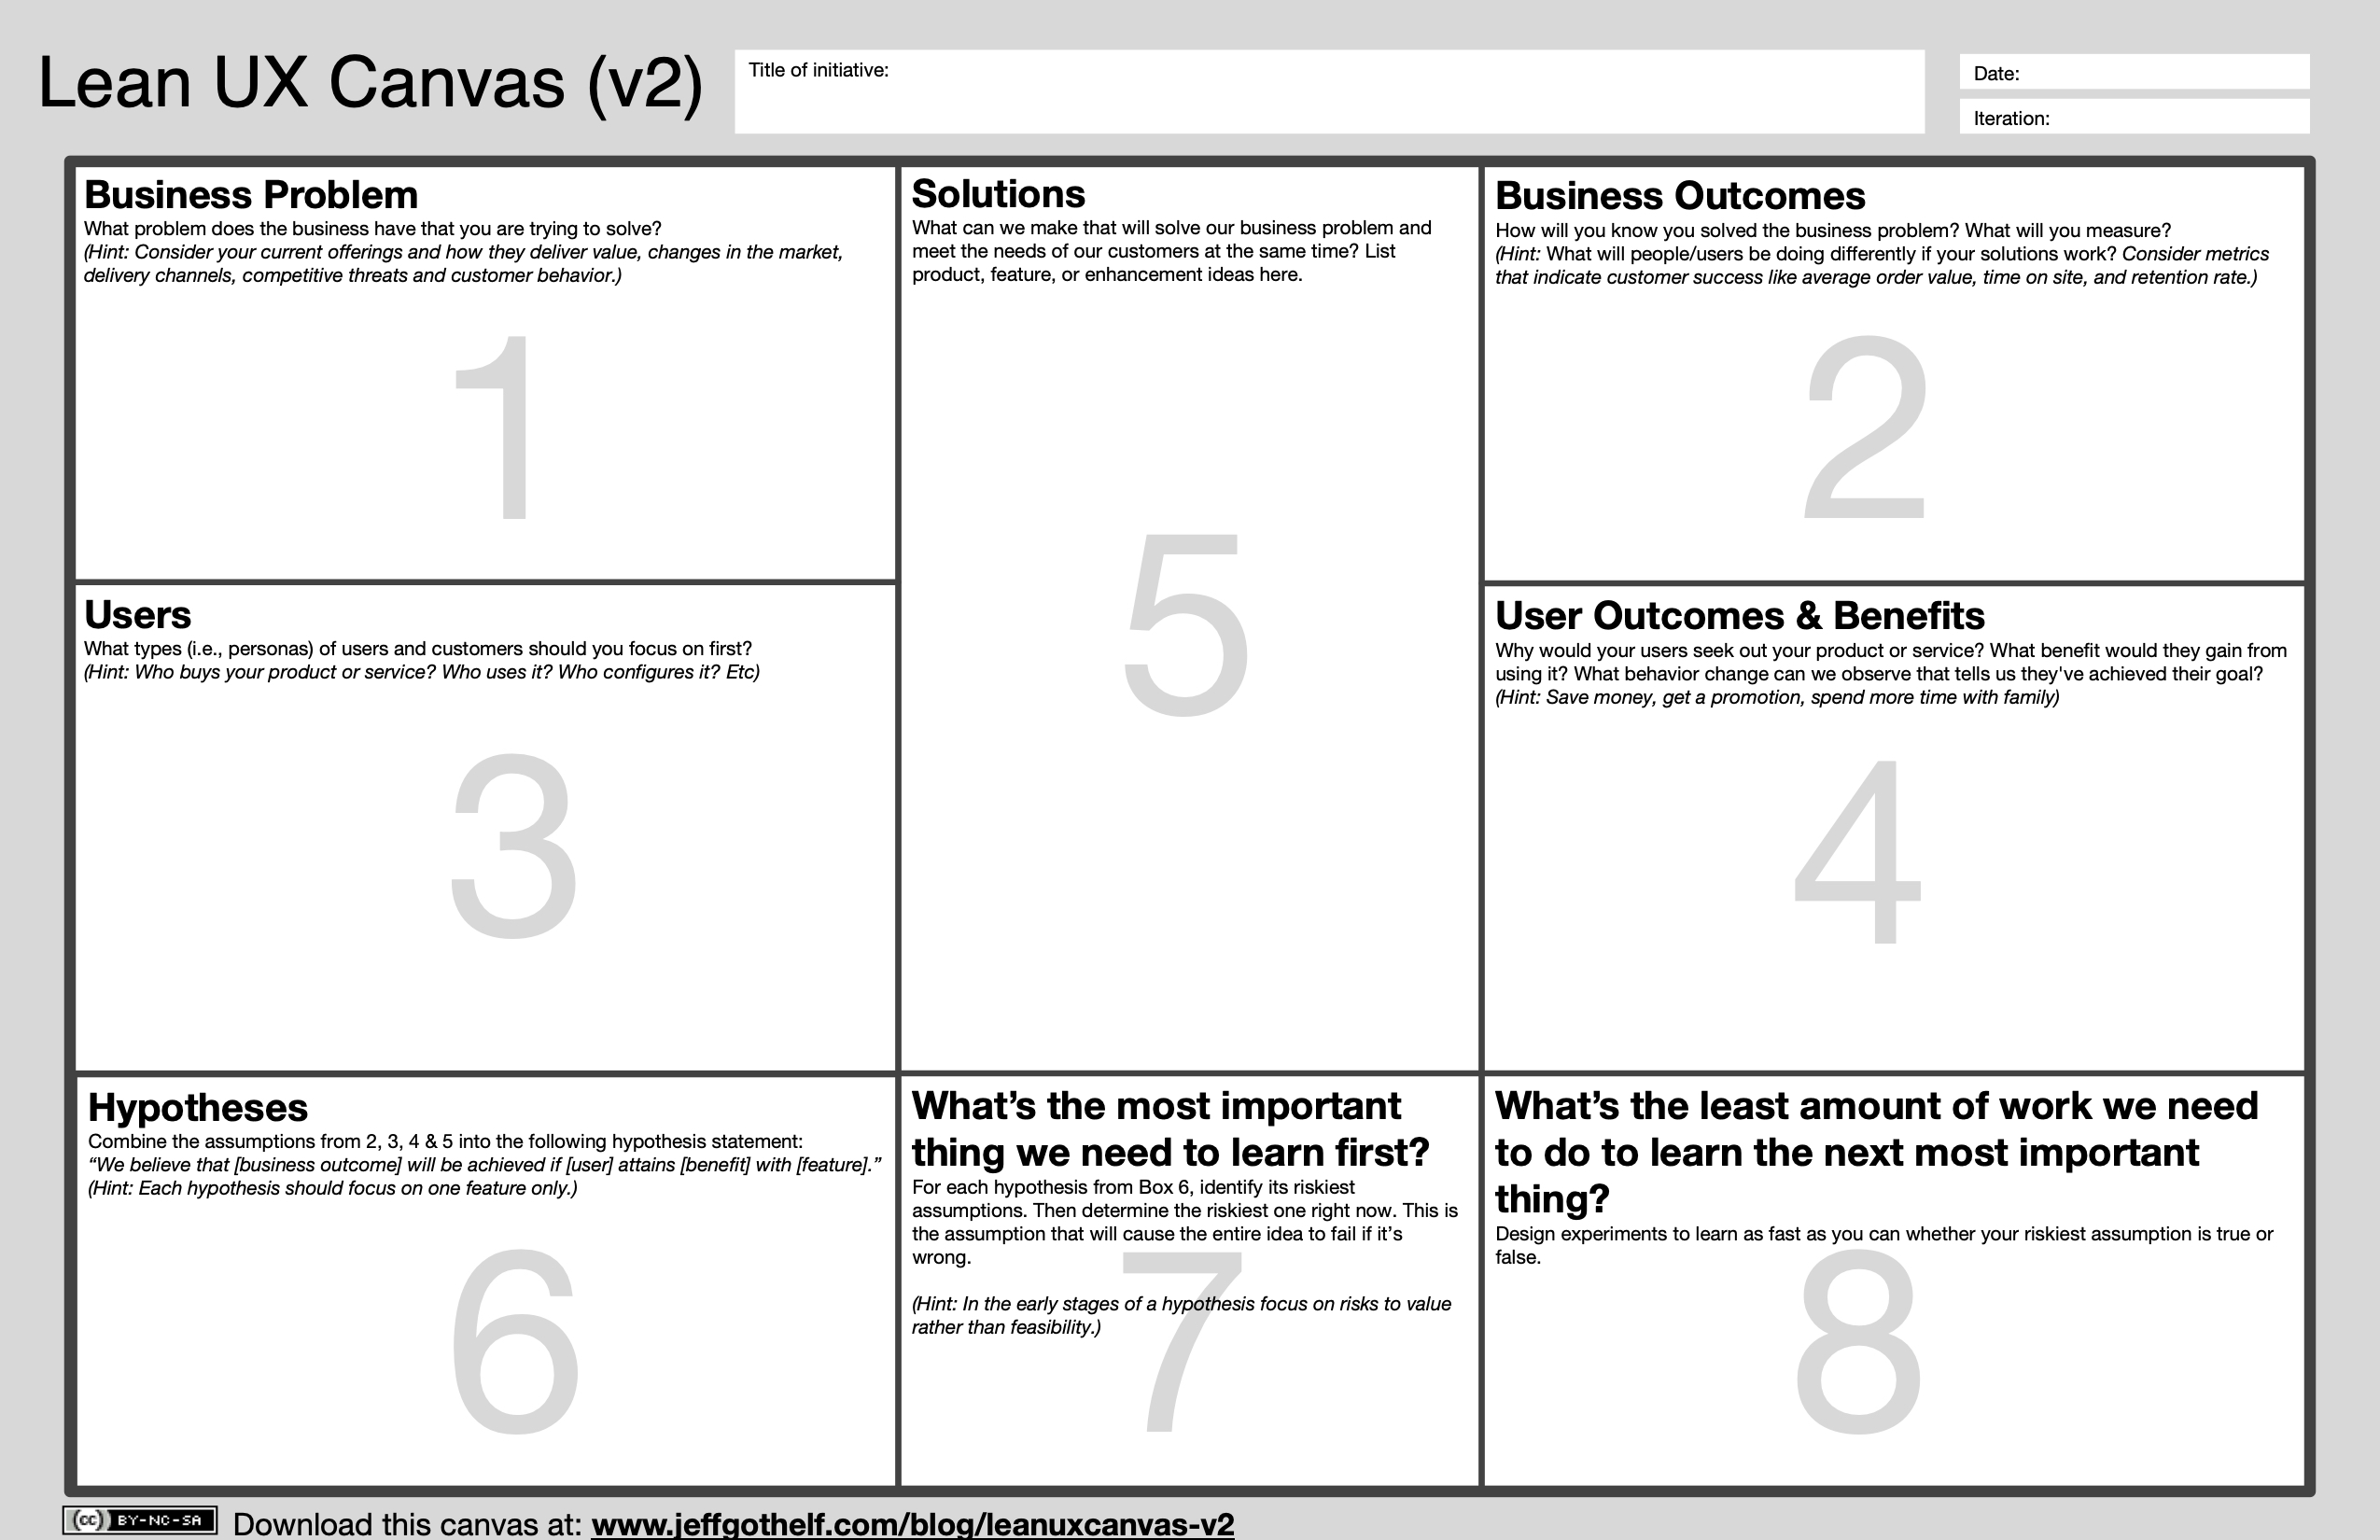 Lean UX Canvas (v2)
Title of initiative:
Date:
Iteration:
Business Problem
What problem does the business have that you are trying to solve?
(Hint: Consider your current offerings and how they deliver value, changes in the market,
delivery channels, competitive threats and customer behavior.)
1
Solutions
What can we make that will solve our business problem and
meet the needs of our customers at the same time? List
product, feature, or enhancement ideas here.
5
Business Outcomes
How will you know you solved the business problem? What will you measure?
(Hint: What will people/users be doing differently if your solutions work? Consider metrics
that indicate customer success like average order value, time on site, and retention rate.)
2
Users
What types (i.e., personas) of users and customers should you focus on first?
(Hint: Who buys your product or service? Who uses it? Who configures it? Etc)
3
User Outcomes & Benefits
Why would your users seek out your product or service? What benefit would they gain from
using it? What behavior change can we observe that tells us they've achieved their goal?
(Hint: Save money, get a promotion, spend more time with family)
4
Hypotheses
Combine the assumptions from 2, 3, 4 & 5 into the following hypothesis statement:
“We believe that [business outcome] will be achieved if [user] attains [benefit] with [feature].”
(Hint: Each hypothesis should focus on one feature only.)
6
What’s the most important
thing we need to learn first?
For each hypothesis from Box 6, identify its riskiest
assumptions. Then determine the riskiest one right now. This is
the assumption that will cause the entire idea to fail if it’s
wrong.
(Hint: In the early stages of a hypothesis focus on risks to value
rather than feasibility.)
7
What’s the least amount of work we need
to do to learn the next most important
thing?
Design experiments to learn as fast as you can whether your riskiest assumption is true or
false.
8
(cc) BY-NC-SA
Download this canvas at: www.jeffgothelf.com/blog/leanuxcanvas-v2